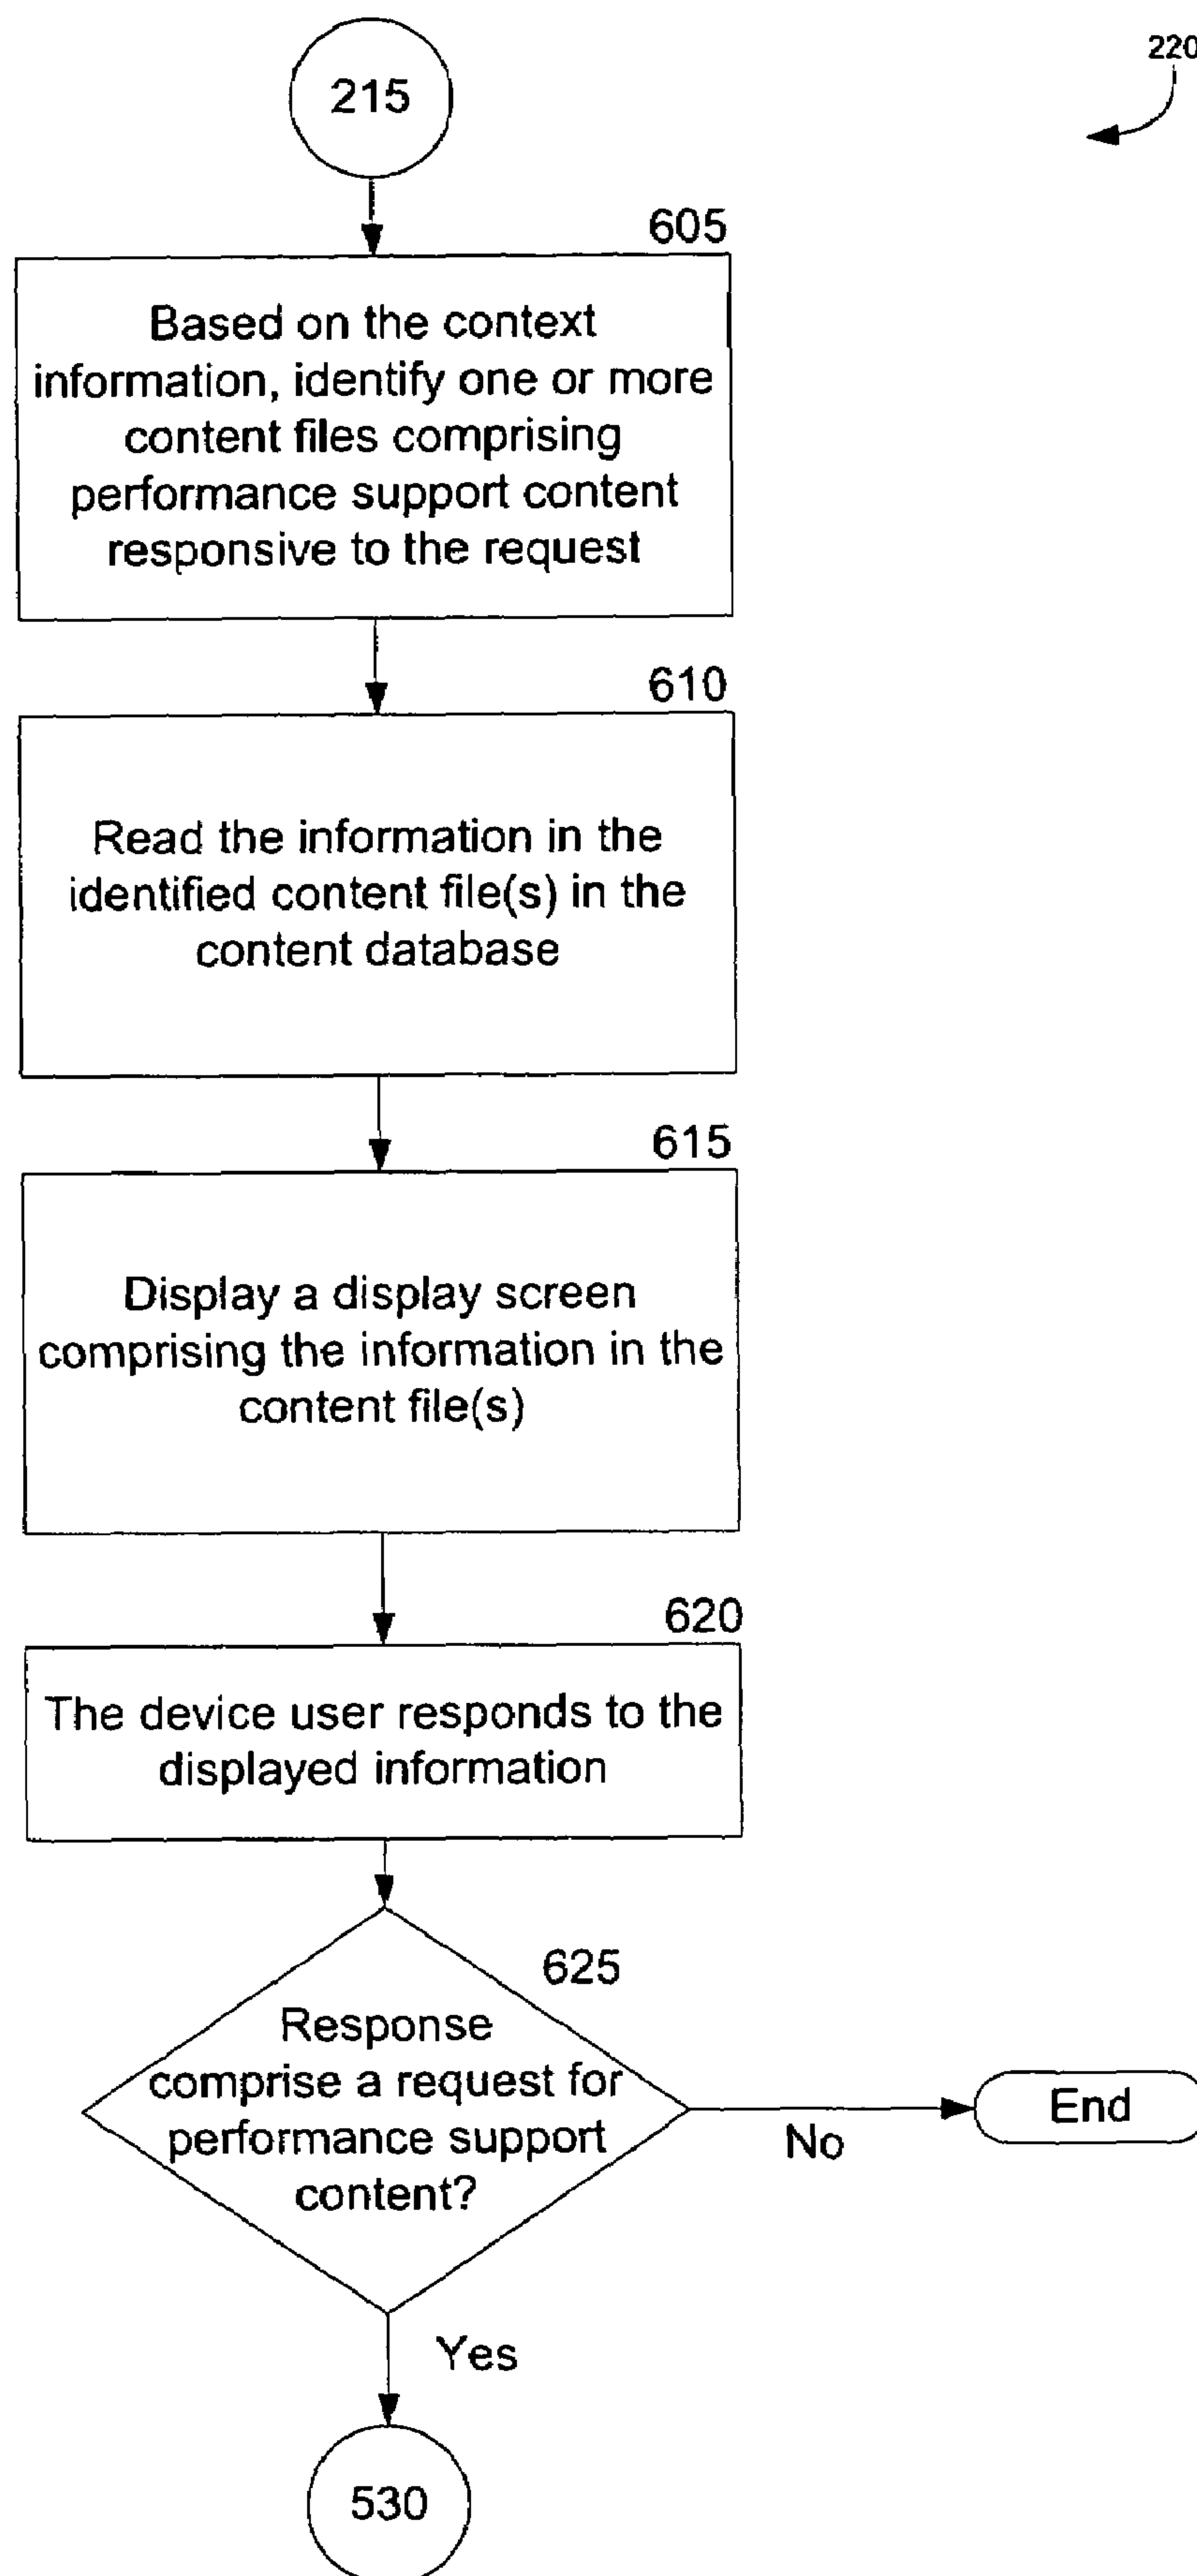 220
215
605
Based on the context
information, identify one or more
content files comprising
performance support content
responsive to the request
610
Read the information in the
identified content file(s) in the
content database
615
Display a display screen
comprising the information in the
content file(s)
620
The device user responds to the
displayed information
625
Response
comprise a request for
performance support
content?
No
End
Yes
530